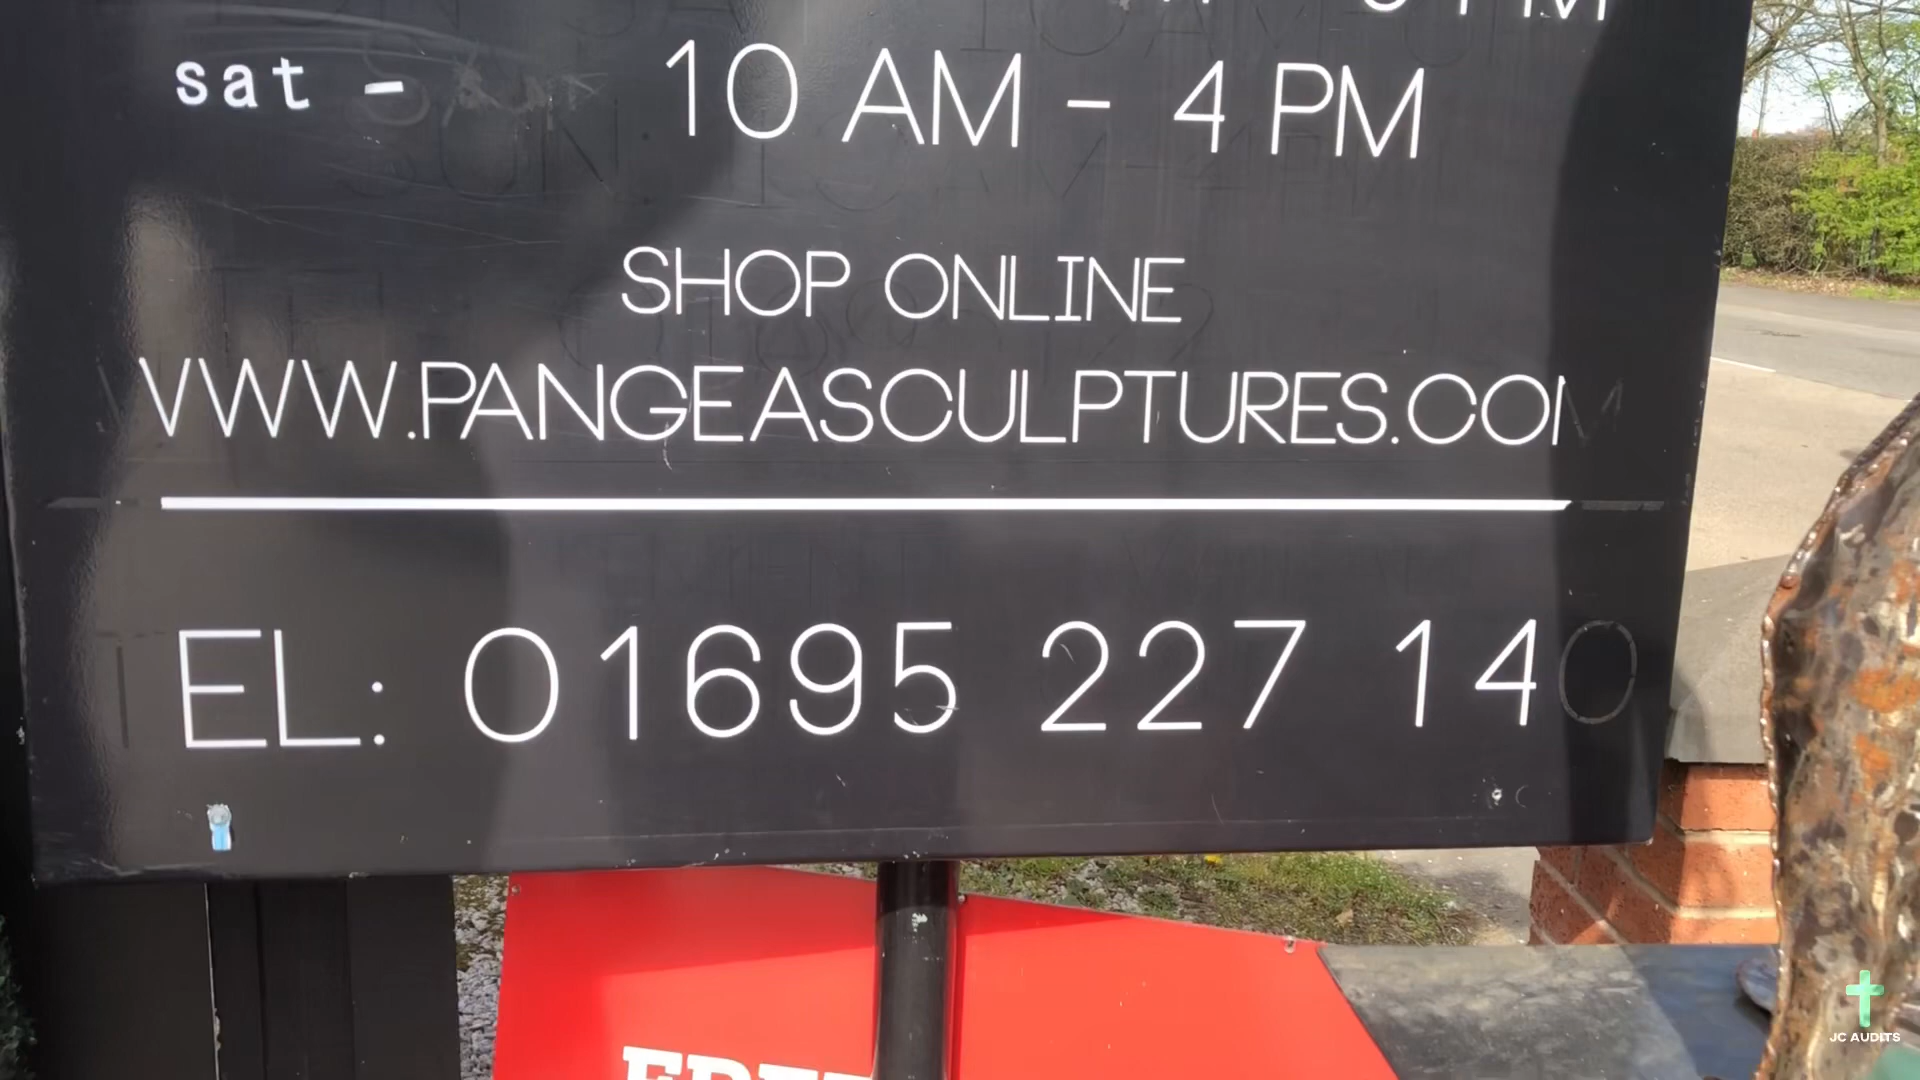 sat - 10 AM - 4 PM
SHOP ONLINE
WWW.PANGEASCULPTURES.COM
EL: 01695 227 140
JC AUDITS